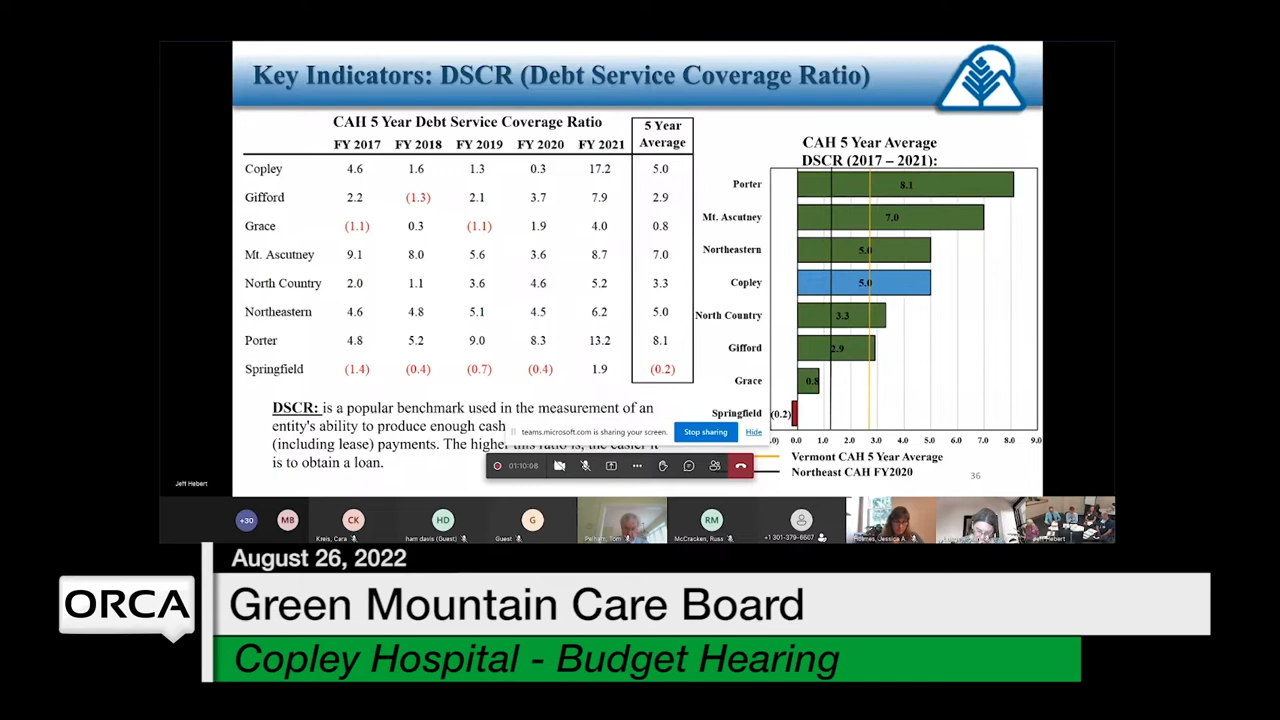 Key Indicators: DSCR (Debt Service Coverage Ratio)
CAH 5 Year Debt Service Coverage Ratio
5 Year
Average
FY 2017 FY 2018 FY 2019 FY 2020 FY 2021
Copley 4.6 1.6 1.3 0.3 17.2 5.0
Gifford 2.2 (1.3) 2.1 3.7 7.9 2.9
Grace (1.1) 0.3 (1.1) 1.9 4.0 0.8
Mt. Ascutney 9.1 8.0 5.6 3.6 8.7 7.0
North Country 2.0 1.1 3.6 4.6 5.2 3.3
Northeastern 4.6 4.8 5.1 4.5 6.2 5.0
Porter 4.8 5.2 9.0 8.3 13.2 8.1
Springfield (1.4) (0.4) (0.7) (0.4) 1.9 (0.2)
CAH 5 Year Average
DSCR (2017 – 2021):
Porter 8.1
Mt. Ascutney 7.0
Northeastern 5.0
Copley 5.0
North Country 3.3
Gifford 2.9
Grace 0.8
Springfield (0.2)
0.0 1.0 2.0 3.0 4.0 5.0 6.0 7.0 8.0 9.0
Vermont CAH 5 Year Average
Northeast CAH FY2020
DSCR: is a popular benchmark used in the measurement of an
entity's ability to produce enough cash
(including lease) payments. The higher this ratio is, the easier it
is to obtain a loan.
teams.microsoft.com is sharing your screen. Stop sharing Hide
01:10:08
36
Jeff Hebert
+30 MB CK HD G RM
Kreis, Cara ham davis (Guest) Guest Pelham, Tom McCracken, Russ +1 301-379-6667 Holmes, Jessica A. Jeff Hebert
August 26, 2022
ORCA
Green Mountain Care Board
Copley Hospital - Budget Hearing